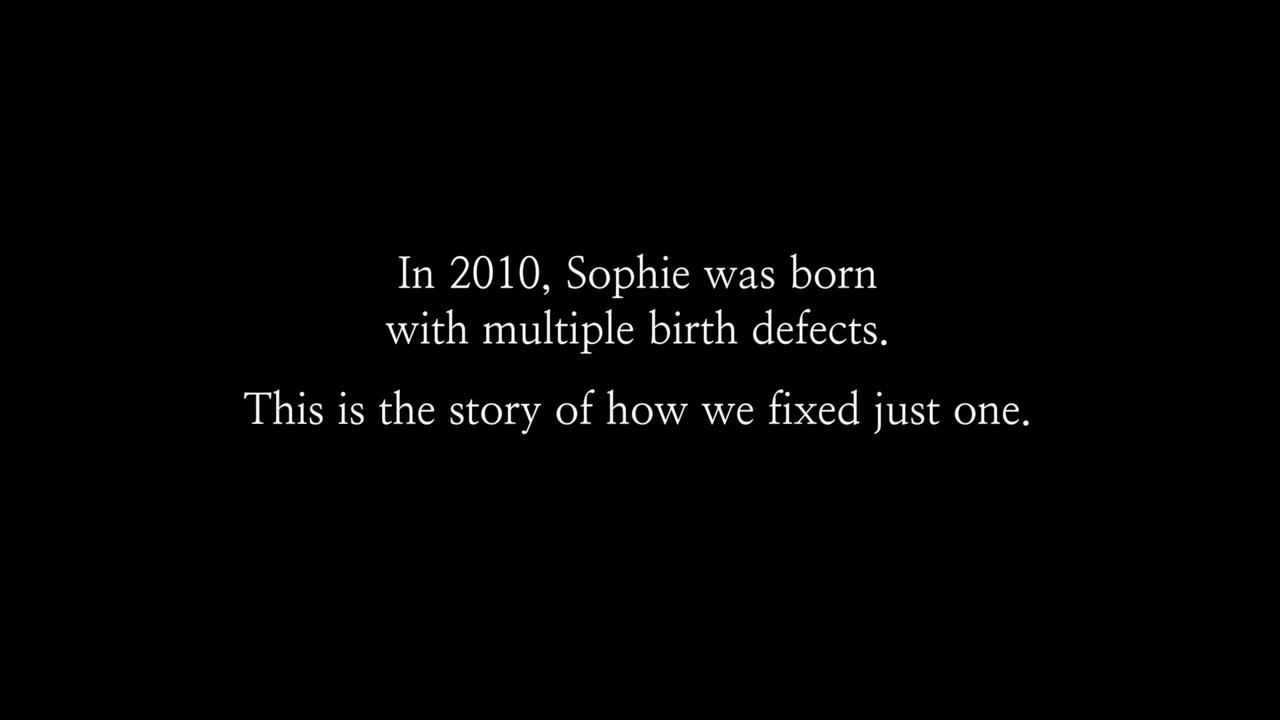 In 2010, Sophie was born
with multiple birth defects.
This is the story of how we fixed just one.